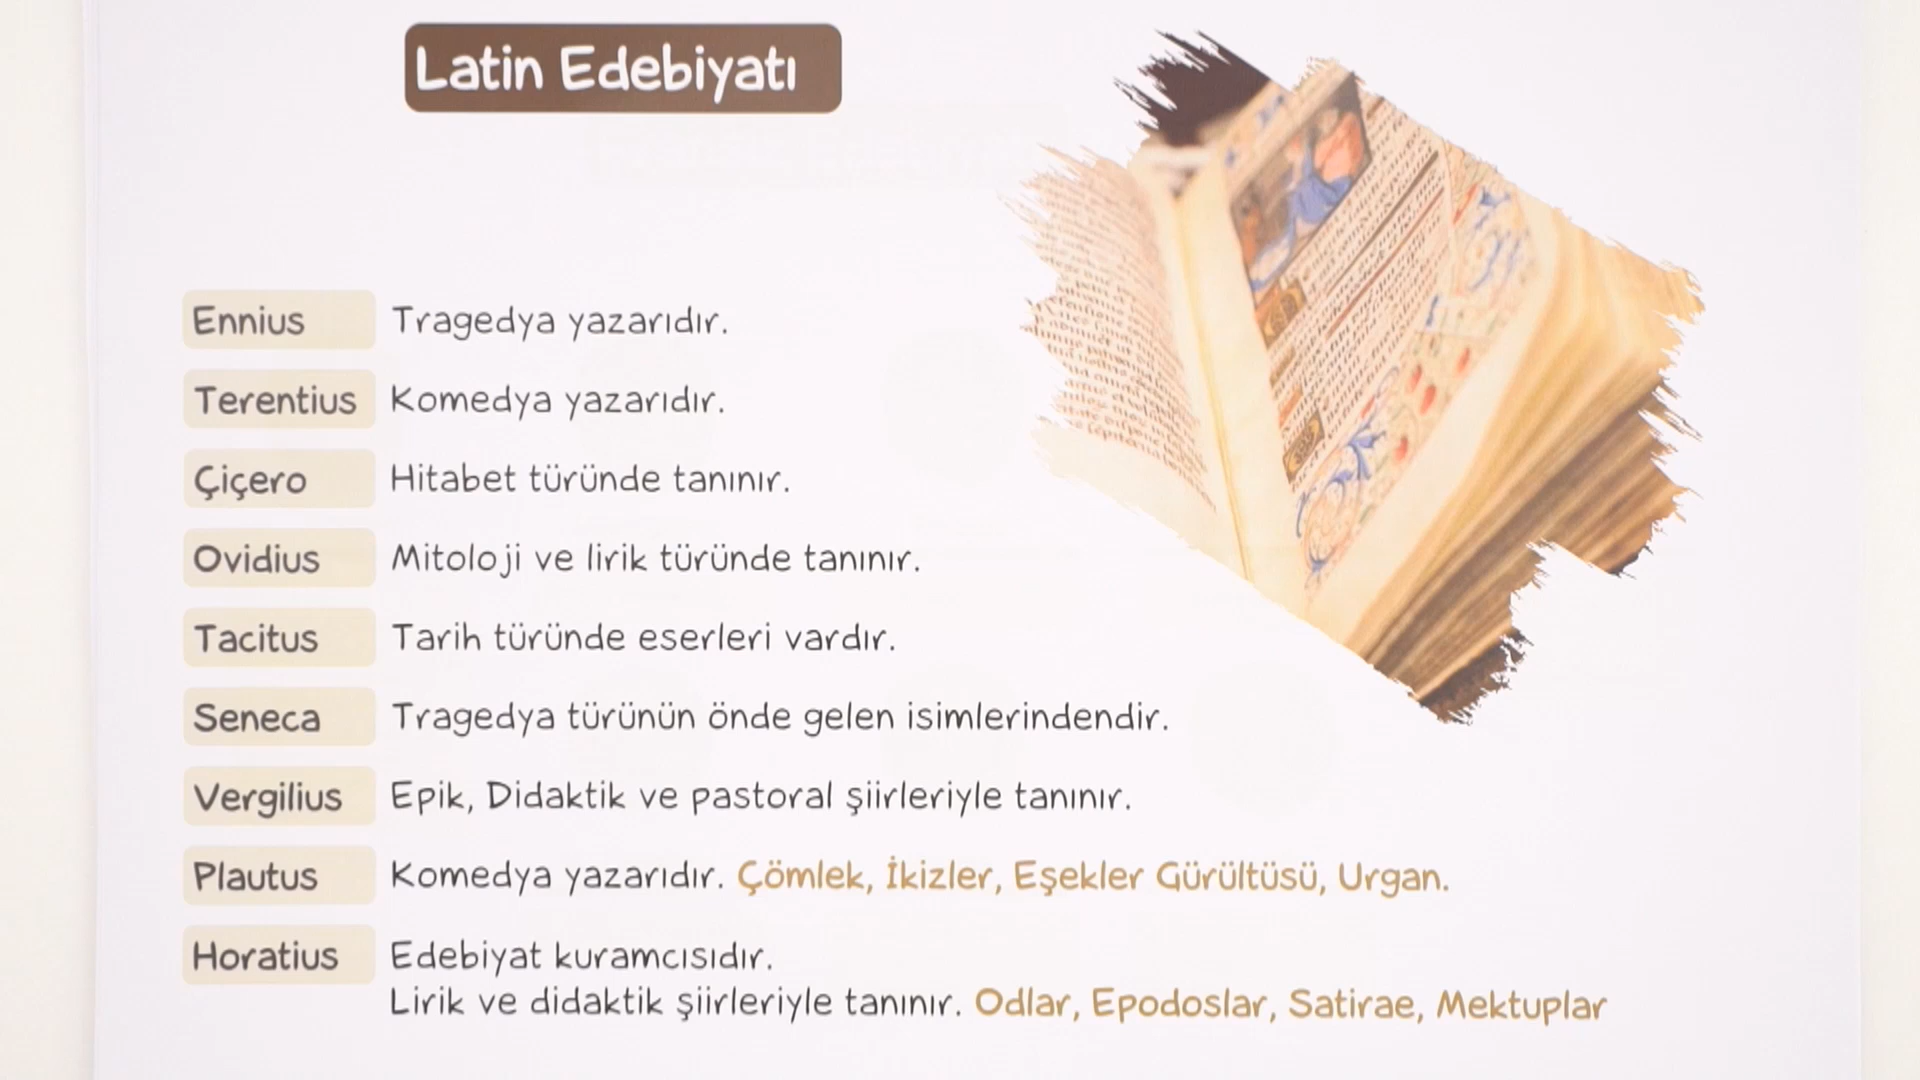 Latin Edebiyatı
Ennius Tragedya yazarıdır.
Terentius Komedya yazarıdır.
Çiçero Hitabet türünde tanınır.
Ovidius Mitoloji ve lirik türünde tanınır.
Tacitus Tarih türünde eserleri vardır.
Seneca Tragedya türünün önde gelen isimlerindendir.
Vergilius Epik, Didaktik ve pastoral şiirleriyle tanınır.
Plautus Komedya yazarıdır. Çömlek, İkizler, Eşekler Gürültüsü, Urgan.
Horatius Edebiyat kuramcısıdır.
Lirik ve didaktik şiirleriyle tanınır. Odlar, Epodoslar, Satirae, Mektuplar